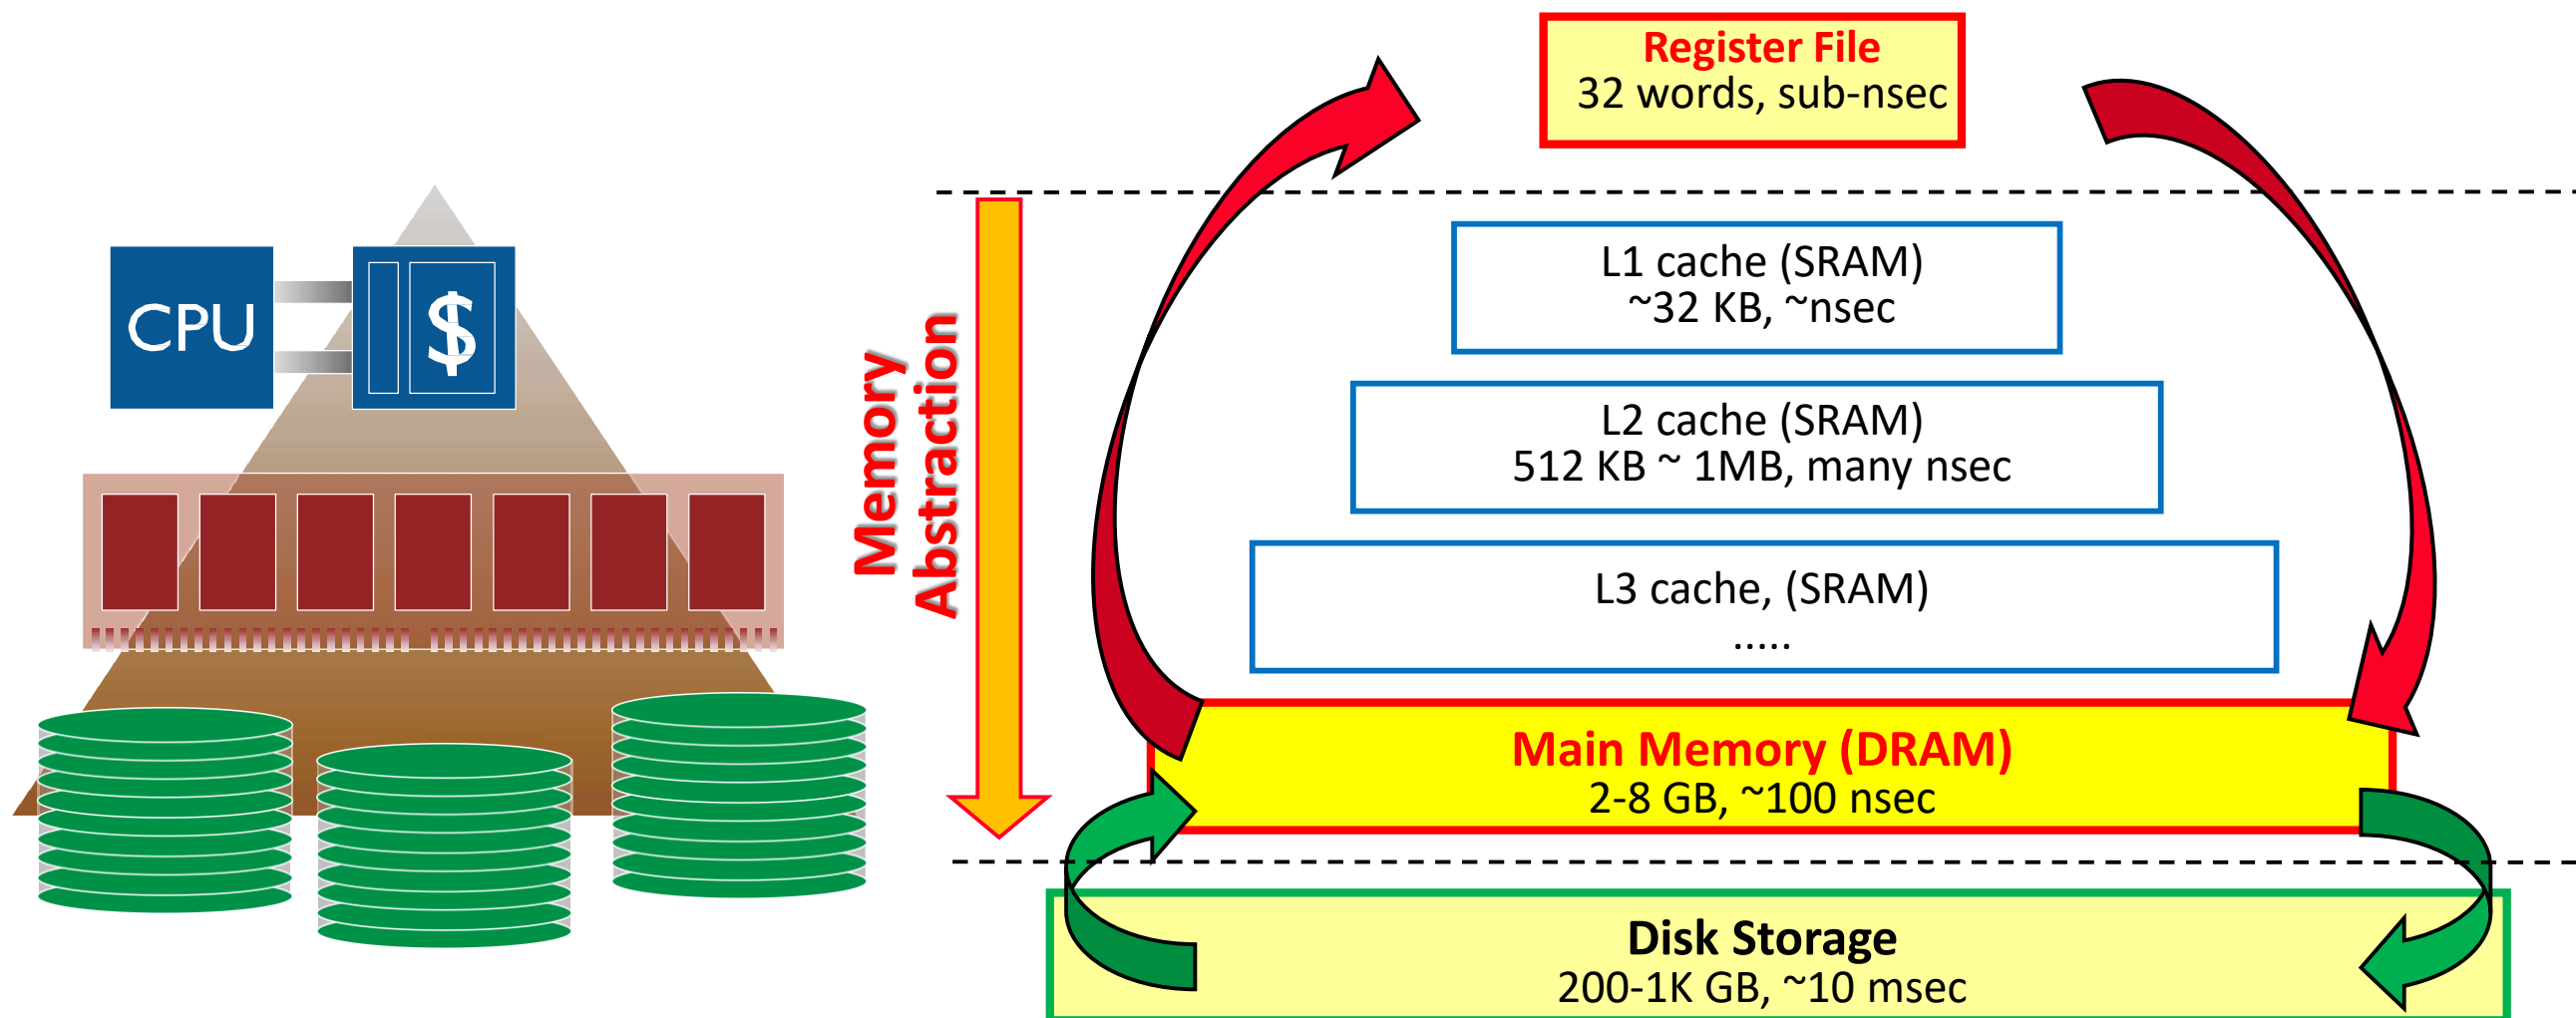 CPU
$
Memory
Abstraction
Register File
32 words, sub-nsec
L1 cache (SRAM)
~32 KB, ~nsec
L2 cache (SRAM)
512 KB ~ 1MB, many nsec
L3 cache, (SRAM)
.....
Main Memory (DRAM)
2-8 GB, ~100 nsec
Disk Storage
200-1K GB, ~10 msec